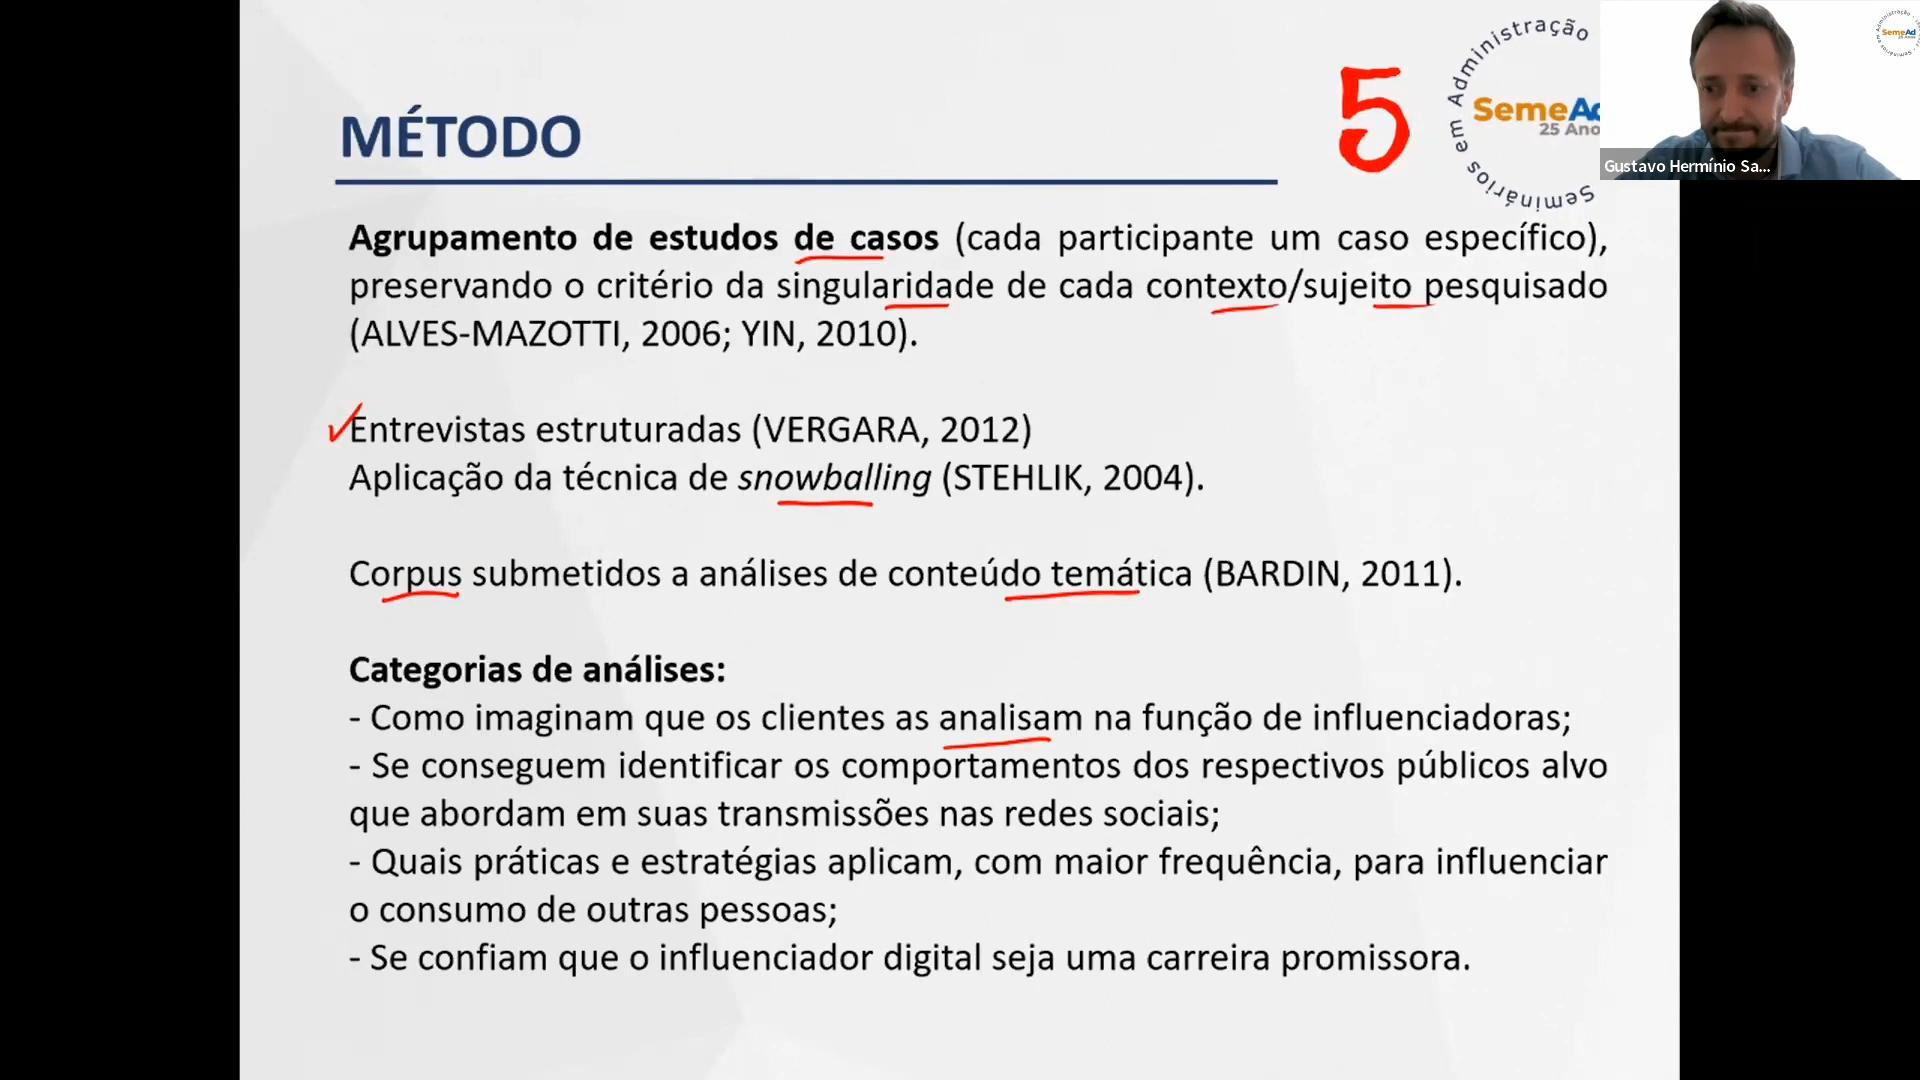 MÉTODO
5
Seminários em Administração
SemeAd
25 Anos
SemeAd
25 Anos
Gustavo Hermínio Sa...
Agrupamento de estudos de casos (cada participante um caso específico),
preservando o critério da singularidade de cada contexto/sujeito pesquisado
(ALVES-MAZOTTI, 2006; YIN, 2010).
Entrevistas estruturadas (VERGARA, 2012)
Aplicação da técnica de snowballing (STEHLIK, 2004).
Corpus submetidos a análises de conteúdo temática (BARDIN, 2011).
Categorias de análises:
- Como imaginam que os clientes as analisam na função de influenciadoras;
- Se conseguem identificar os comportamentos dos respectivos públicos alvo
que abordam em suas transmissões nas redes sociais;
- Quais práticas e estratégias aplicam, com maior frequência, para influenciar
o consumo de outras pessoas;
- Se confiam que o influenciador digital seja uma carreira promissora.